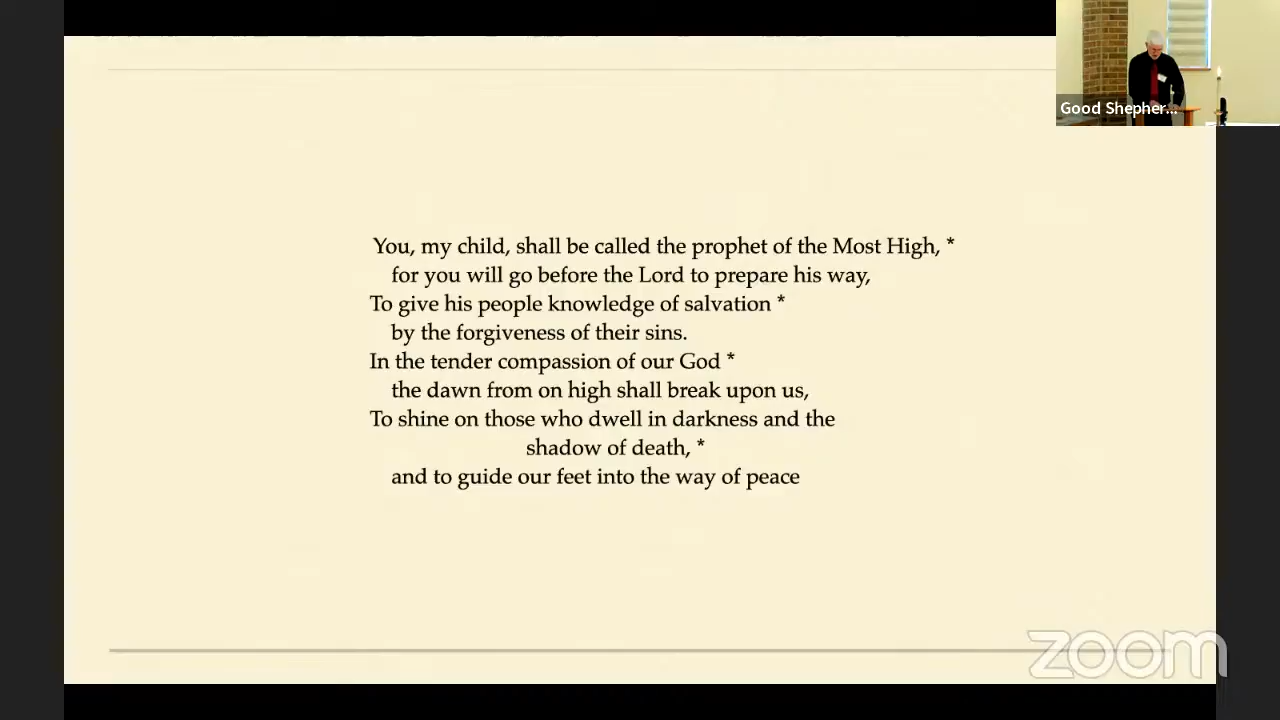 Good Shepher...
You, my child, shall be called the prophet of the Most High, *
for you will go before the Lord to prepare his way,
To give his people knowledge of salvation *
by the forgiveness of their sins.
In the tender compassion of our God *
the dawn from on high shall break upon us,
To shine on those who dwell in darkness and the
shadow of death, *
and to guide our feet into the way of peace
zoom